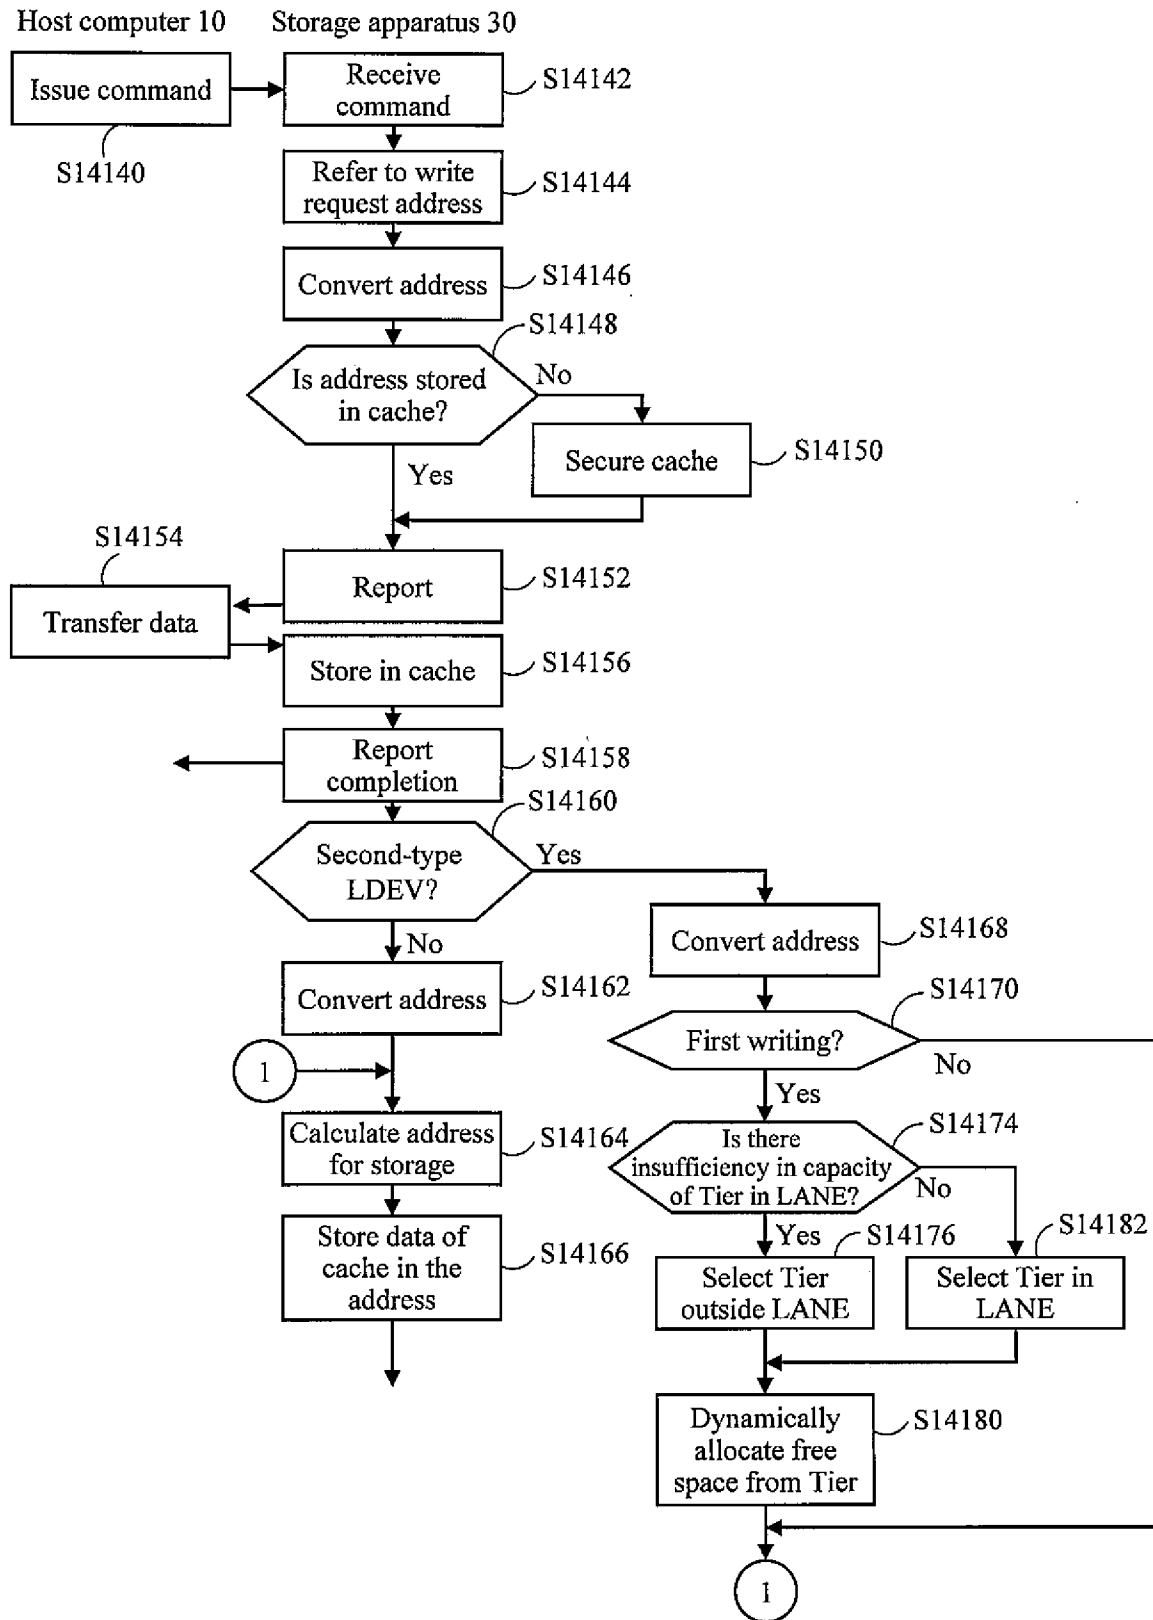 Host computer 10
Storage apparatus 30
Issue command
S14140
Receive
command
S14142
Refer to write
request address
S14144
Convert address
S14146
Is address stored
in cache?
S14148
No
Yes
Secure cache
S14150
Report
S14152
S14154
Transfer data
Store in cache
S14156
Report
completion
S14158
Second-type
LDEV?
S14160
Yes
No
Convert address
S14162
1
Calculate address
for storage
S14164
Store data of
cache in the
address
S14166
Convert address
S14168
First writing?
S14170
No
Yes
Is there
insufficiency in capacity
of Tier in LANE?
S14174
No
Yes
Select Tier
outside LANE
S14176
Select Tier in
LANE
S14182
Dynamically
allocate free
space from Tier
S14180
1